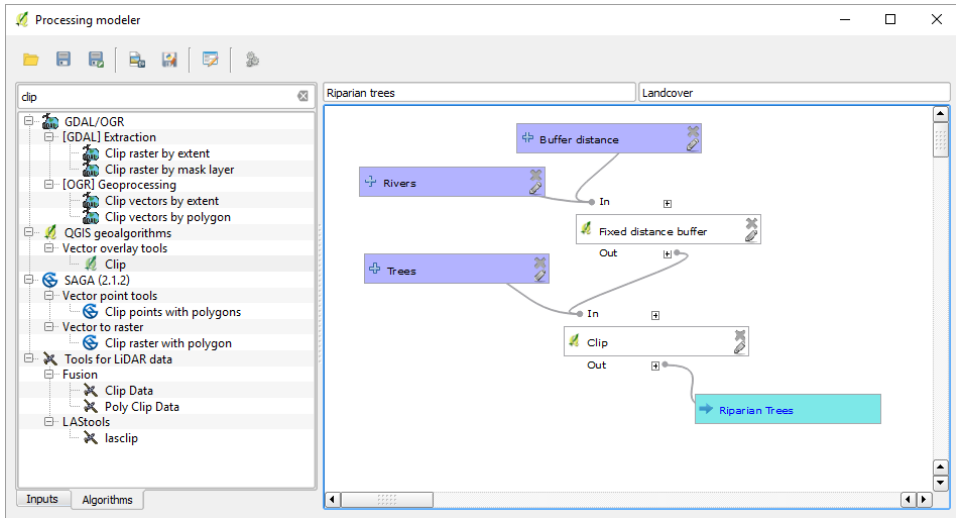 Processing modeler
clip
Riparian trees
Landcover
GDAL/OGR
[GDAL] Extraction
Clip raster by extent
Clip raster by mask layer
[OGR] Geoprocessing
Clip vectors by extent
Clip vectors by polygon
QGIS geoalgorithms
Vector overlay tools
Clip
SAGA (2.1.2)
Vector point tools
Clip points with polygons
Vector to raster
Clip raster with polygon
Tools for LiDAR data
Fusion
Clip Data
Poly Clip Data
LAStools
lasclip
Inputs
Algorithms
Buffer distance
Rivers
In
Fixed distance buffer
Out
Trees
In
Clip
Out
Riparian Trees